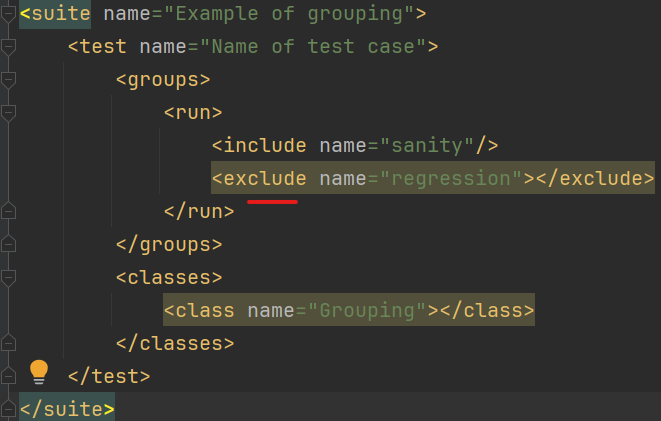 <suite name="Example of grouping">
<test name="Name of test case">
<groups>
<run>
<include name="sanity"/>
<exclude name="regression"></exclude>
</run>
</groups>
<classes>
<class name="Grouping"></class>
</classes>
</test>
</suite>